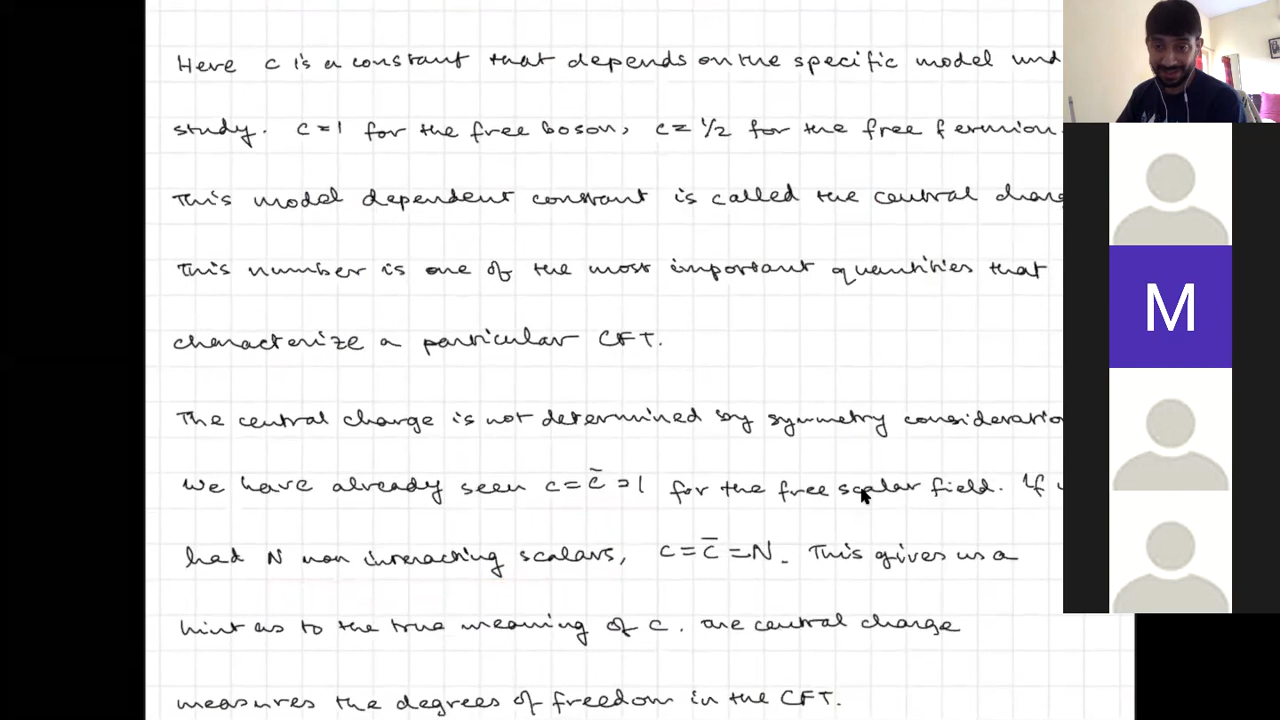 Here c is a constant that depends on the specific model und
study. c=1 for the free boson, c= 1/2 for the free fermion.
This model dependent constant is called the central charg
This number is one of the most important quantities that
characterize a particular CFT.
The central charge is not determined by symmetry consideratio
we have already seen c = c̄ = 1 for the free scalar field. If
had N non interacting scalars, c = c̄ = N. This gives us a
hint as to the true meaning of c. The central charge
measures the degrees of freedom in the CFT.
M